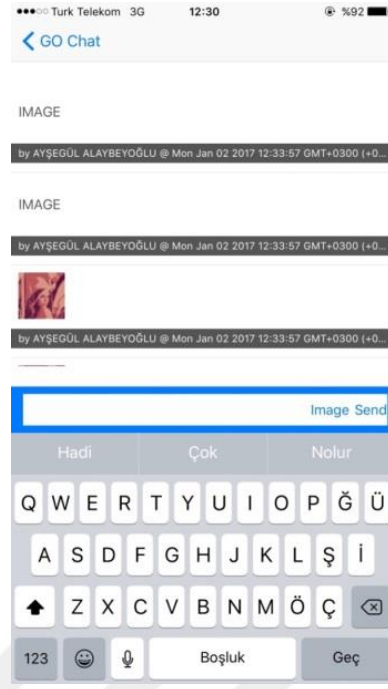 Turk Telekom 3G 12:30 %92
GO Chat
IMAGE
by AYŞEGÜL ALAYBEYOĞLU @ Mon Jan 02 2017 12:33:57 GMT+0300 (+0...
IMAGE
by AYŞEGÜL ALAYBEYOĞLU @ Mon Jan 02 2017 12:33:57 GMT+0300 (+0...
by AYŞEGÜL ALAYBEYOĞLU @ Mon Jan 02 2017 12:33:57 GMT+0300 (+0...
Image Send
Hadi Çok Nolur
Q W E R T Y U I O P Ğ Ü
A S D F G H J K L Ş İ
Z X C V B N M Ö Ç
123 Boşluk Geç